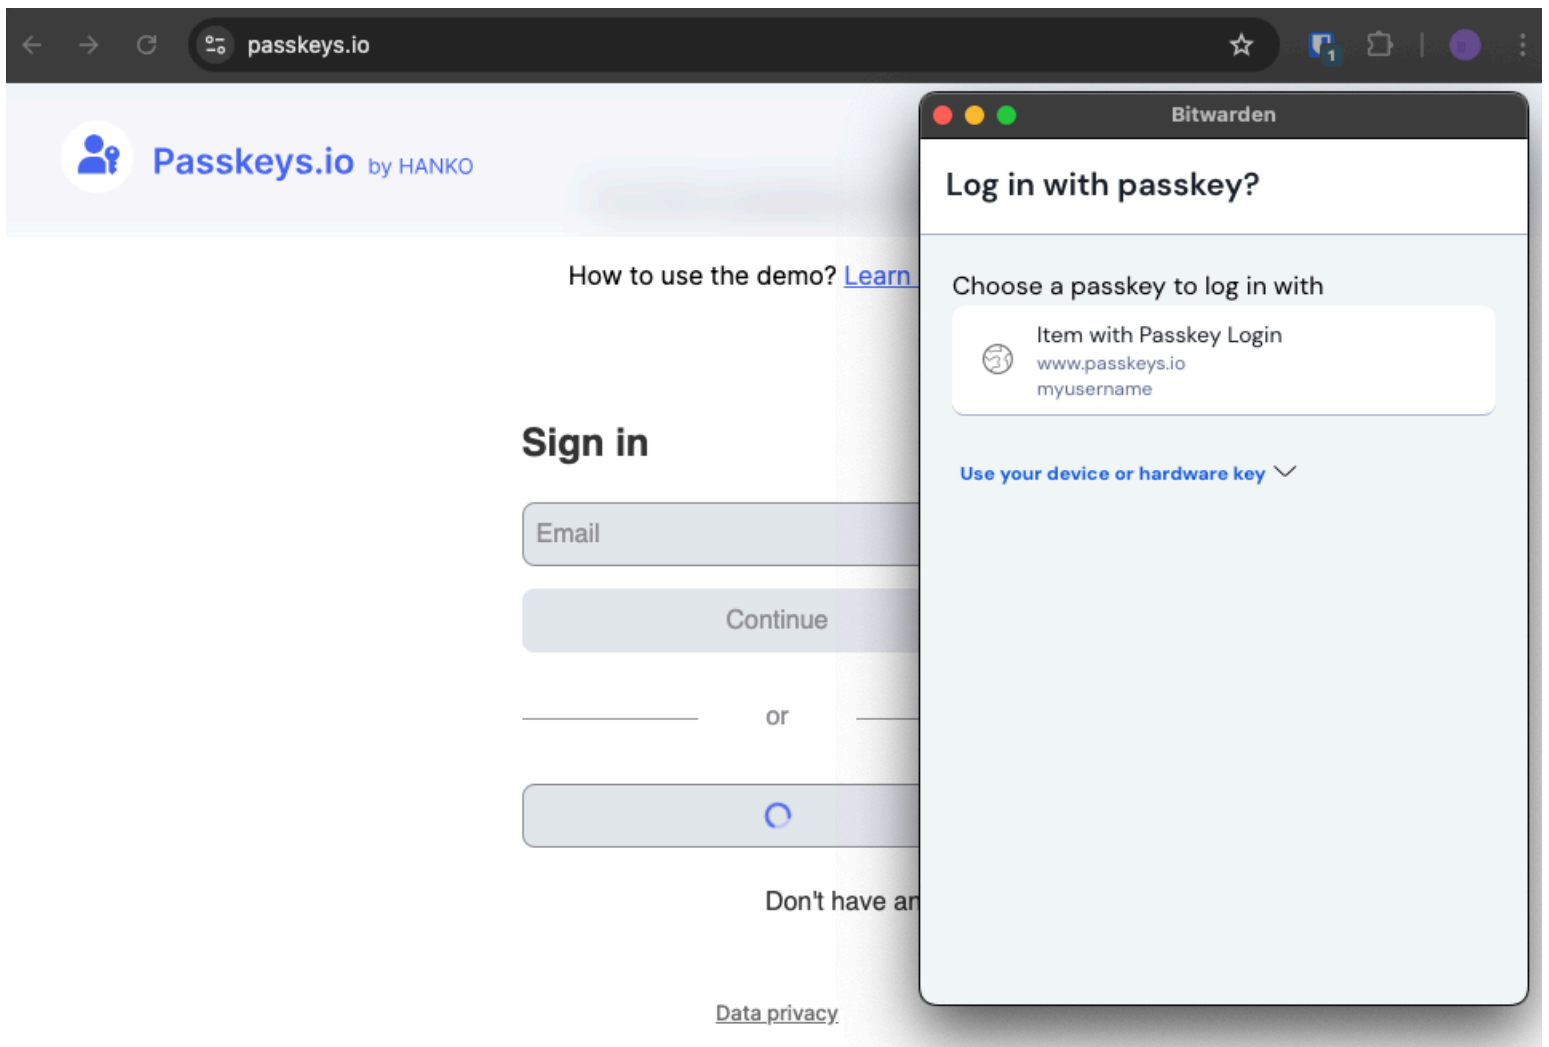 passkeys.io
1
Passkeys.io by HANKO
How to use the demo? Learn
Sign in
Email
Continue
or
Don't have an
Data privacy
Bitwarden
Log in with passkey?
Choose a passkey to log in with
Item with Passkey Login
www.passkeys.io
myusername
Use your device or hardware key